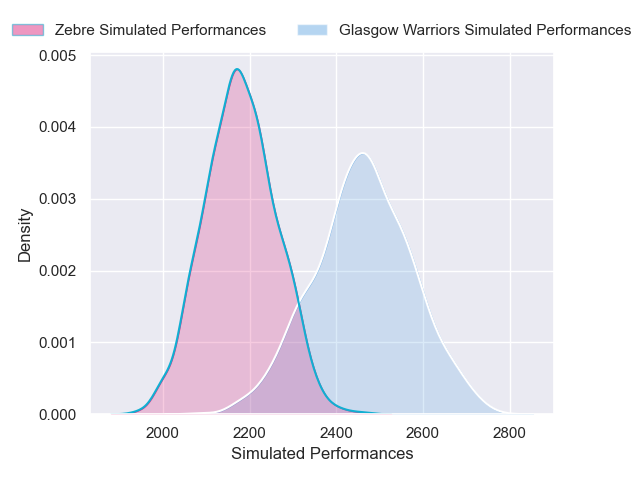 Zebre Simulated Performances
Glasgow Warriors Simulated Performances
0.005
0.004
0.003
0.002
0.001
0.000
Density
2000
2200
2400
2600
2800
Simulated Performances